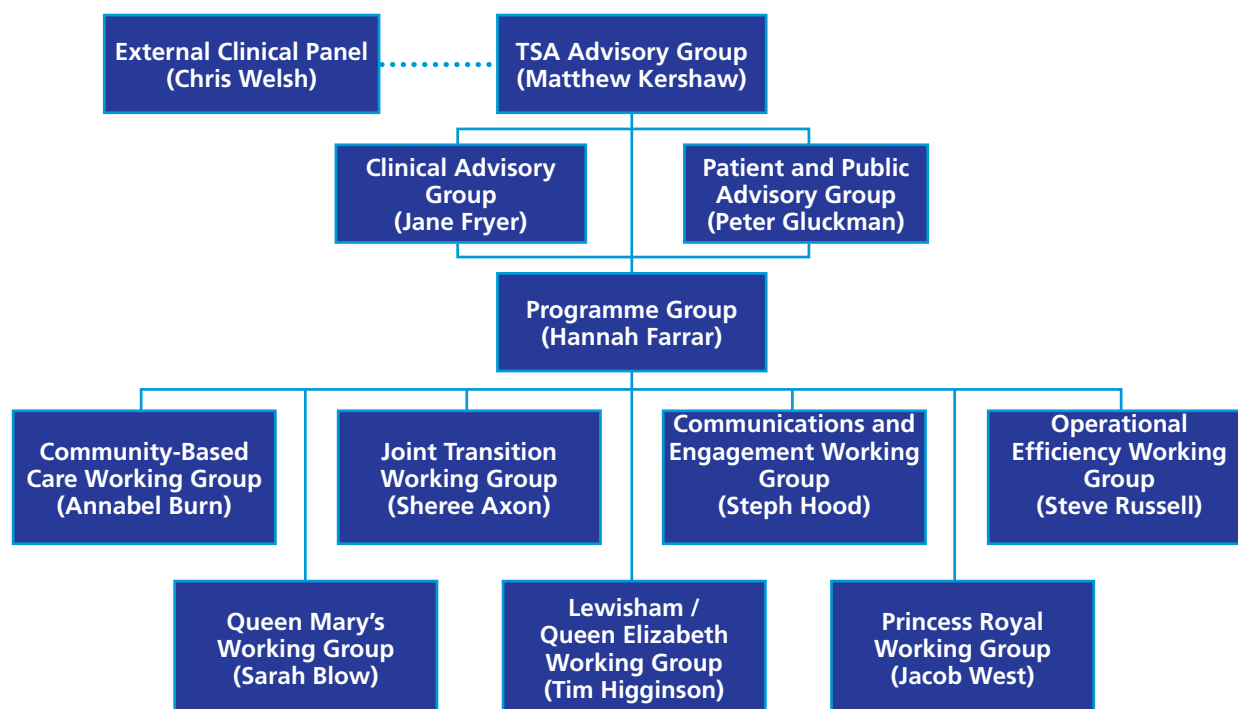 External Clinical Panel
(Chris Welsh)
TSA Advisory Group
(Matthew Kershaw)
Clinical Advisory
Group
(Jane Fryer)
Patient and Public
Advisory Group
(Peter Gluckman)
Programme Group
(Hannah Farrar)
Community-Based
Care Working Group
(Annabel Burn)
Joint Transition
Working Group
(Sheree Axon)
Communications and
Engagement Working
Group
(Steph Hood)
Operational
Efficiency Working
Group
(Steve Russell)
Queen Mary's
Working Group
(Sarah Blow)
Lewisham /
Queen Elizabeth
Working Group
(Tim Higginson)
Princess Royal
Working Group
(Jacob West)